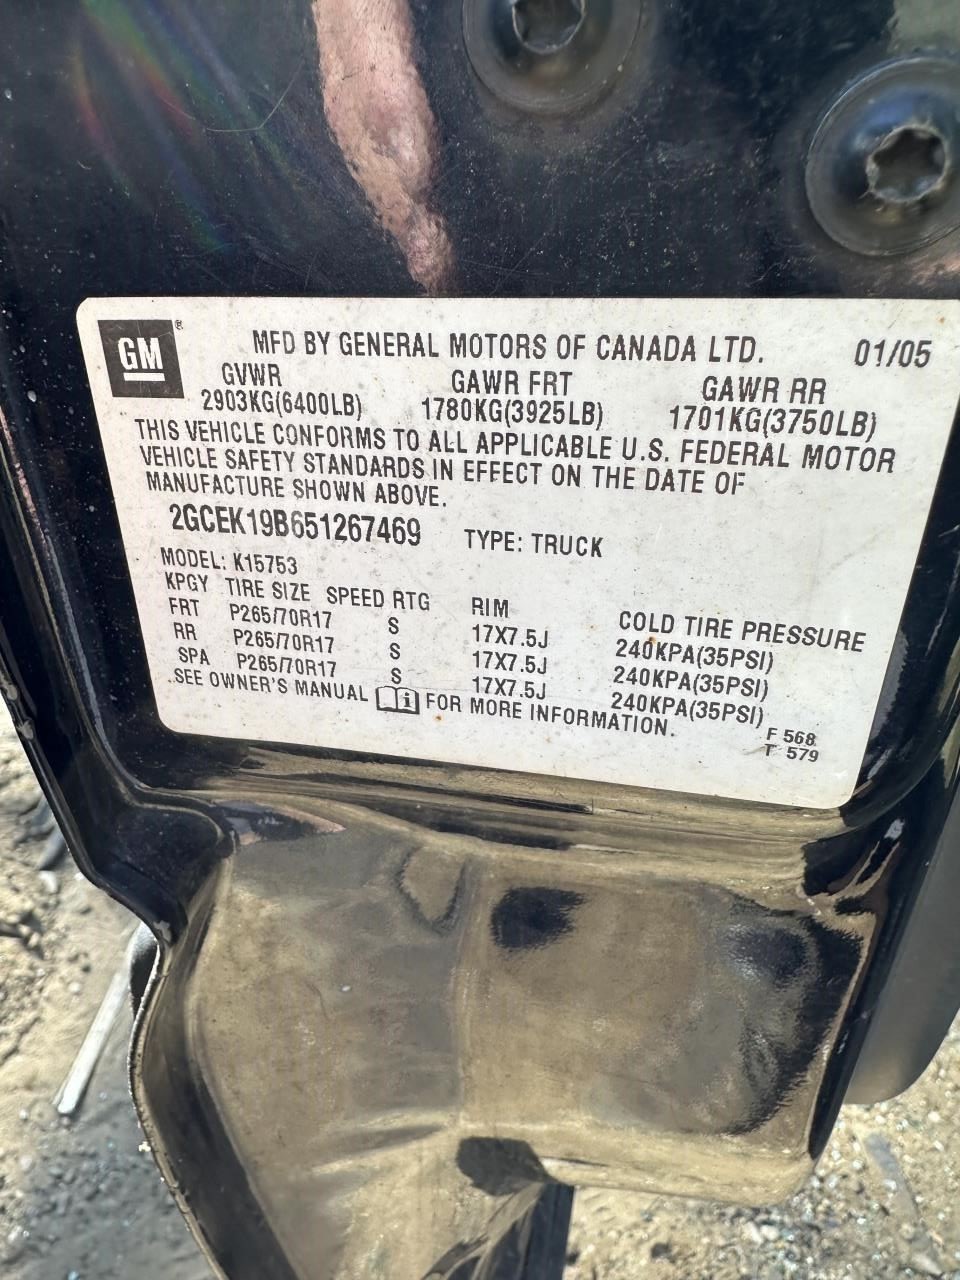 GM ®
MFD BY GENERAL MOTORS OF CANADA LTD. 01/05
GVWR GAWR FRT GAWR RR
2903KG(6400LB) 1780KG(3925LB) 1701KG(3750LB)
THIS VEHICLE CONFORMS TO ALL APPLICABLE U.S. FEDERAL MOTOR
VEHICLE SAFETY STANDARDS IN EFFECT ON THE DATE OF
MANUFACTURE SHOWN ABOVE.
2GCEK19B651267469 TYPE: TRUCK
MODEL: K15753
KPGY TIRE SIZE SPEED RTG RIM COLD TIRE PRESSURE
FRT P265/70R17 S 17X7.5J 240KPA(35PSI)
RR P265/70R17 S 17X7.5J 240KPA(35PSI)
SPA P265/70R17 S 17X7.5J 240KPA(35PSI)
SEE OWNER'S MANUAL i FOR MORE INFORMATION.
F 568
T 579